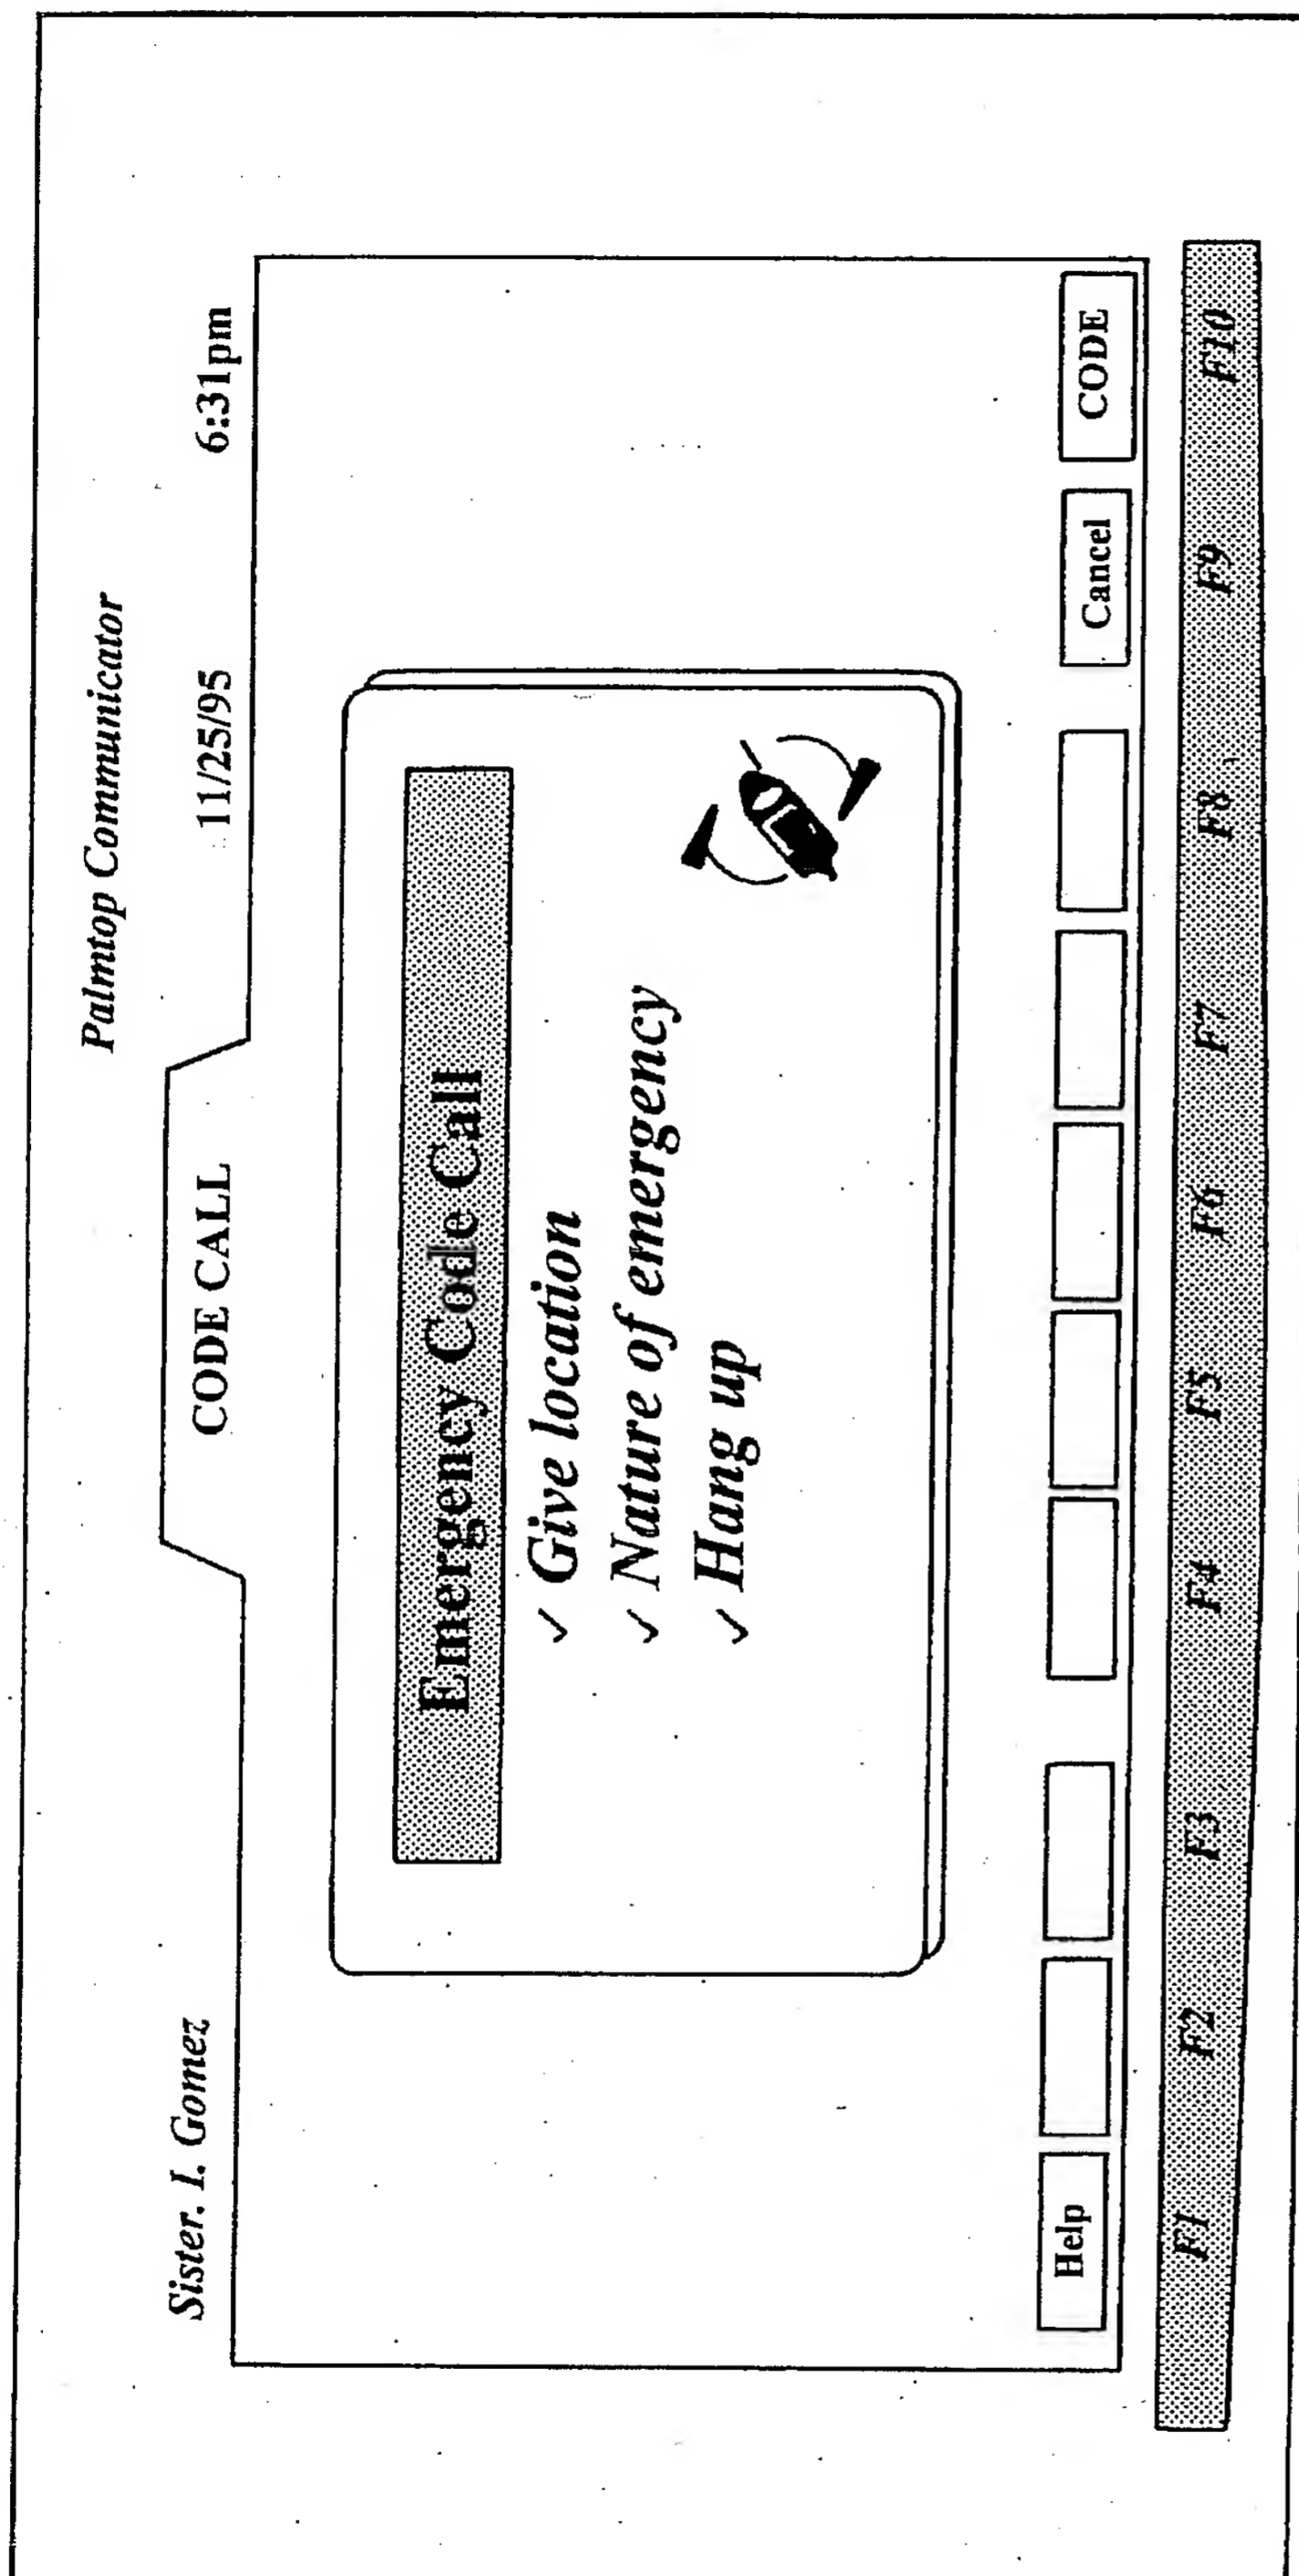 Palmtop Communicator
Sister. I. Gomez
CODE CALL
11/25/95
6:31pm
Emergency Code Call
✓ Give location
✓ Nature of emergency
✓ Hang up
Help
Cancel
CODE
F1 F2 F3 F4 F5 F6 F7 F8 F9 F10